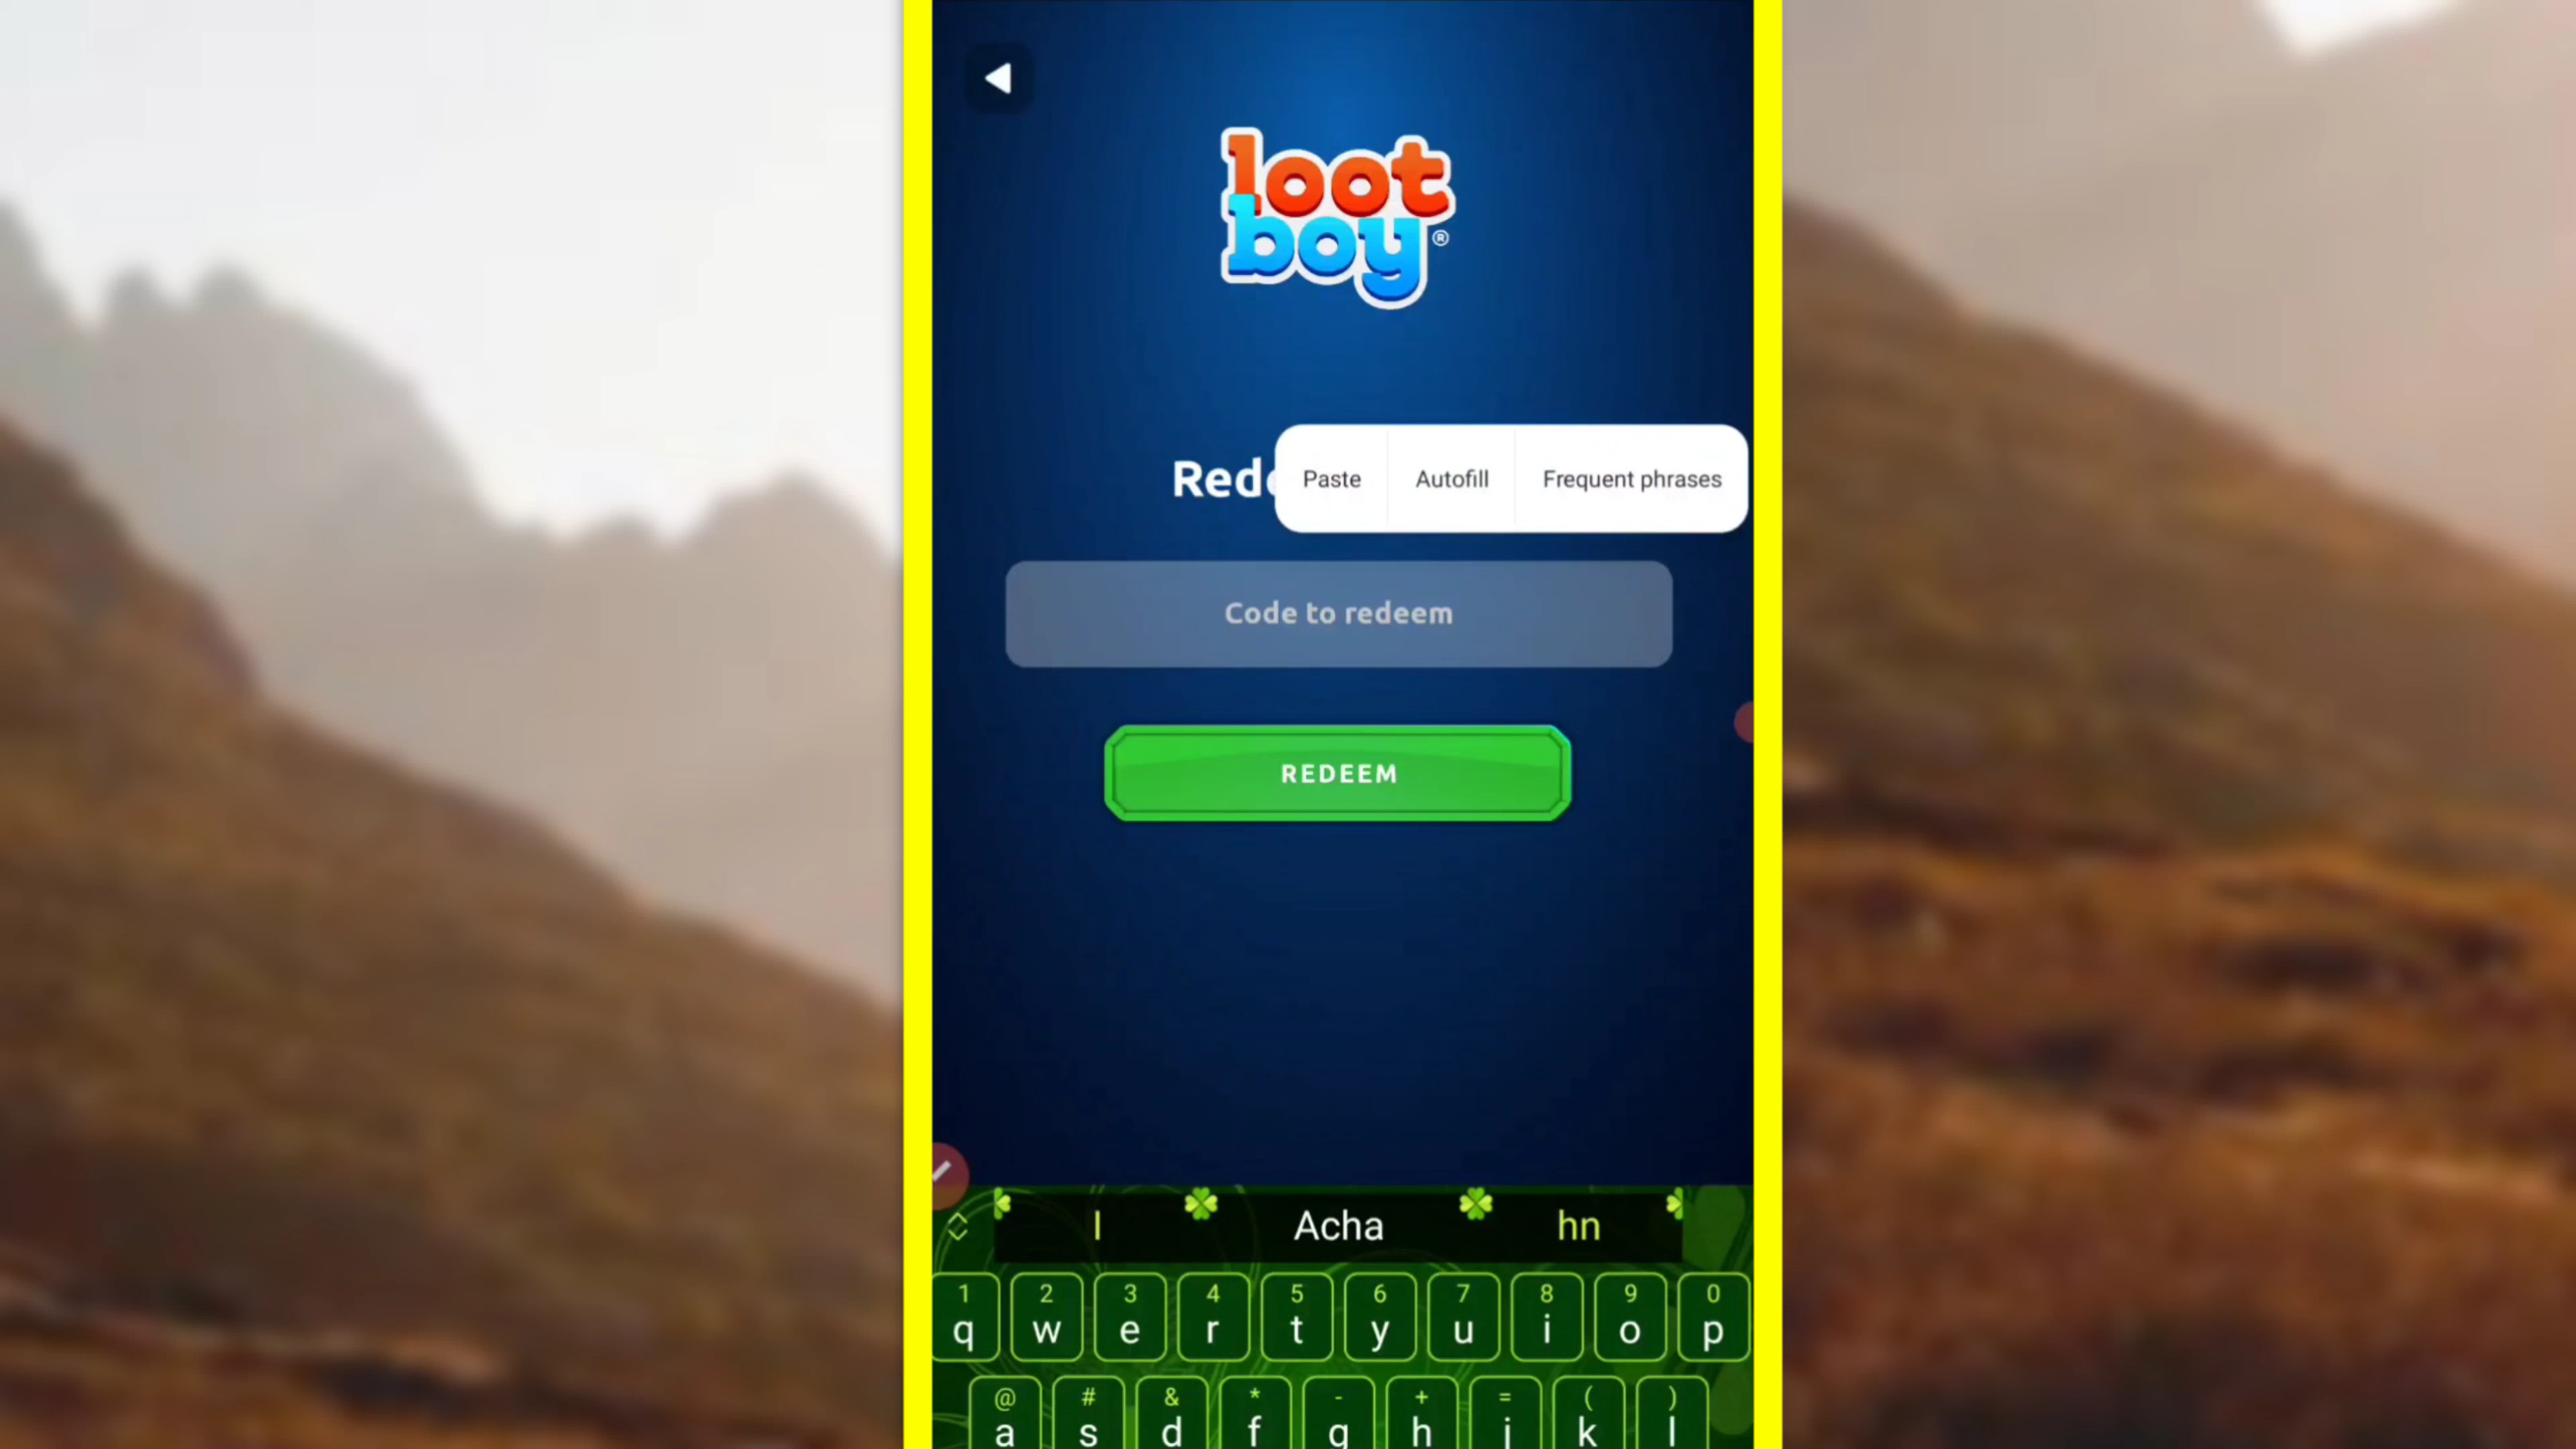 loot
boy®
Paste Autofill Frequent phrases
Code to redeem
REDEEM
I Acha hn
1 2 3 4 5 6 7 8 9 0
q w e r t y u i o p
@ # & * - + = ( )
a s d f g h j k l